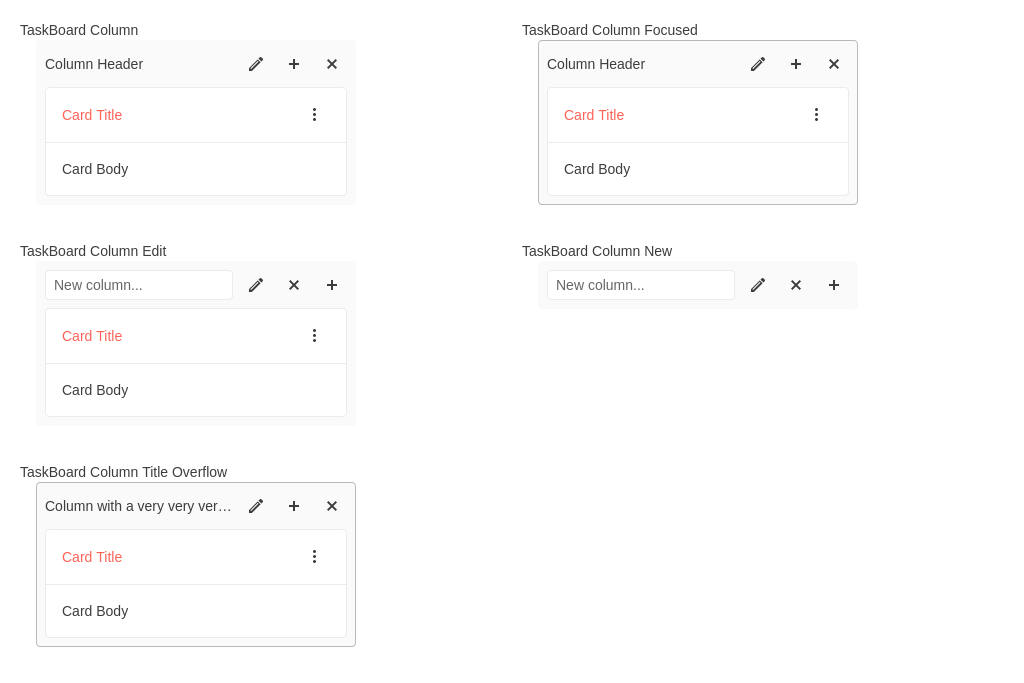 TaskBoard Column
Column Header
Card Title
Card Body
TaskBoard Column Focused
Column Header
Card Title
Card Body
TaskBoard Column Edit
New column...
Card Title
Card Body
TaskBoard Column New
New column...
TaskBoard Column Title Overflow
Column with a very very ver…
Card Title
Card Body